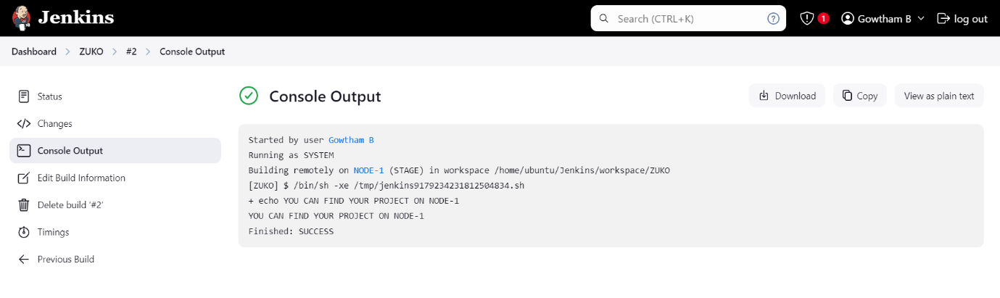 Jenkins
Search (CTRL+K)
?
1
Gowtham B
log out
Dashboard
ZUKO
#2
Console Output
Status
Changes
Console Output
Edit Build Information
Delete build ‘#2’
Timings
Previous Build
Console Output
Download
Copy
View as plain text
Started by user Gowtham B
Running as SYSTEM
Building remotely on NODE-1 (STAGE) in workspace /home/ubuntu/Jenkins/workspace/ZUKO
[ZUKO] $ /bin/sh -xe /tmp/jenkins9179234231812504834.sh
+ echo YOU CAN FIND YOUR PROJECT ON NODE-1
YOU CAN FIND YOUR PROJECT ON NODE-1
Finished: SUCCESS